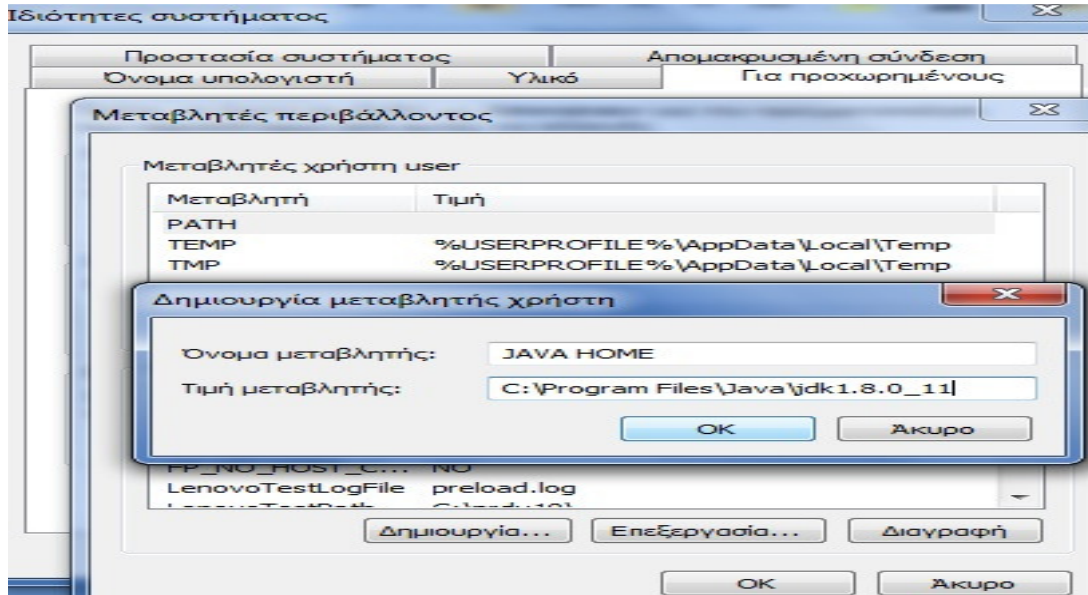 Ιδιότητες συστήματος
Προστασία συστήματος Απομακρυσμένη σύνδεση
Όνομα υπολογιστή Υλικό Για προχωρημένους
Μεταβλητές περιβάλλοντος
Μεταβλητές χρήστη user
Μεταβλητή Τιμή
PATH
TEMP %USERPROFILE%\AppData\Local\Temp
TMP %USERPROFILE%\AppData\Local\Temp
Δημιουργία μεταβλητής χρήστη
Όνομα μεταβλητής: JAVA HOME
Τιμή μεταβλητής: C:\Program Files\Java\jdk1.8.0_11
OK Άκυρο
FP_NO_HOST_C... NO
LenovoTestLogFile preload.log
Δημιουργία... Επεξεργασία... Διαγραφή
OK Άκυρο